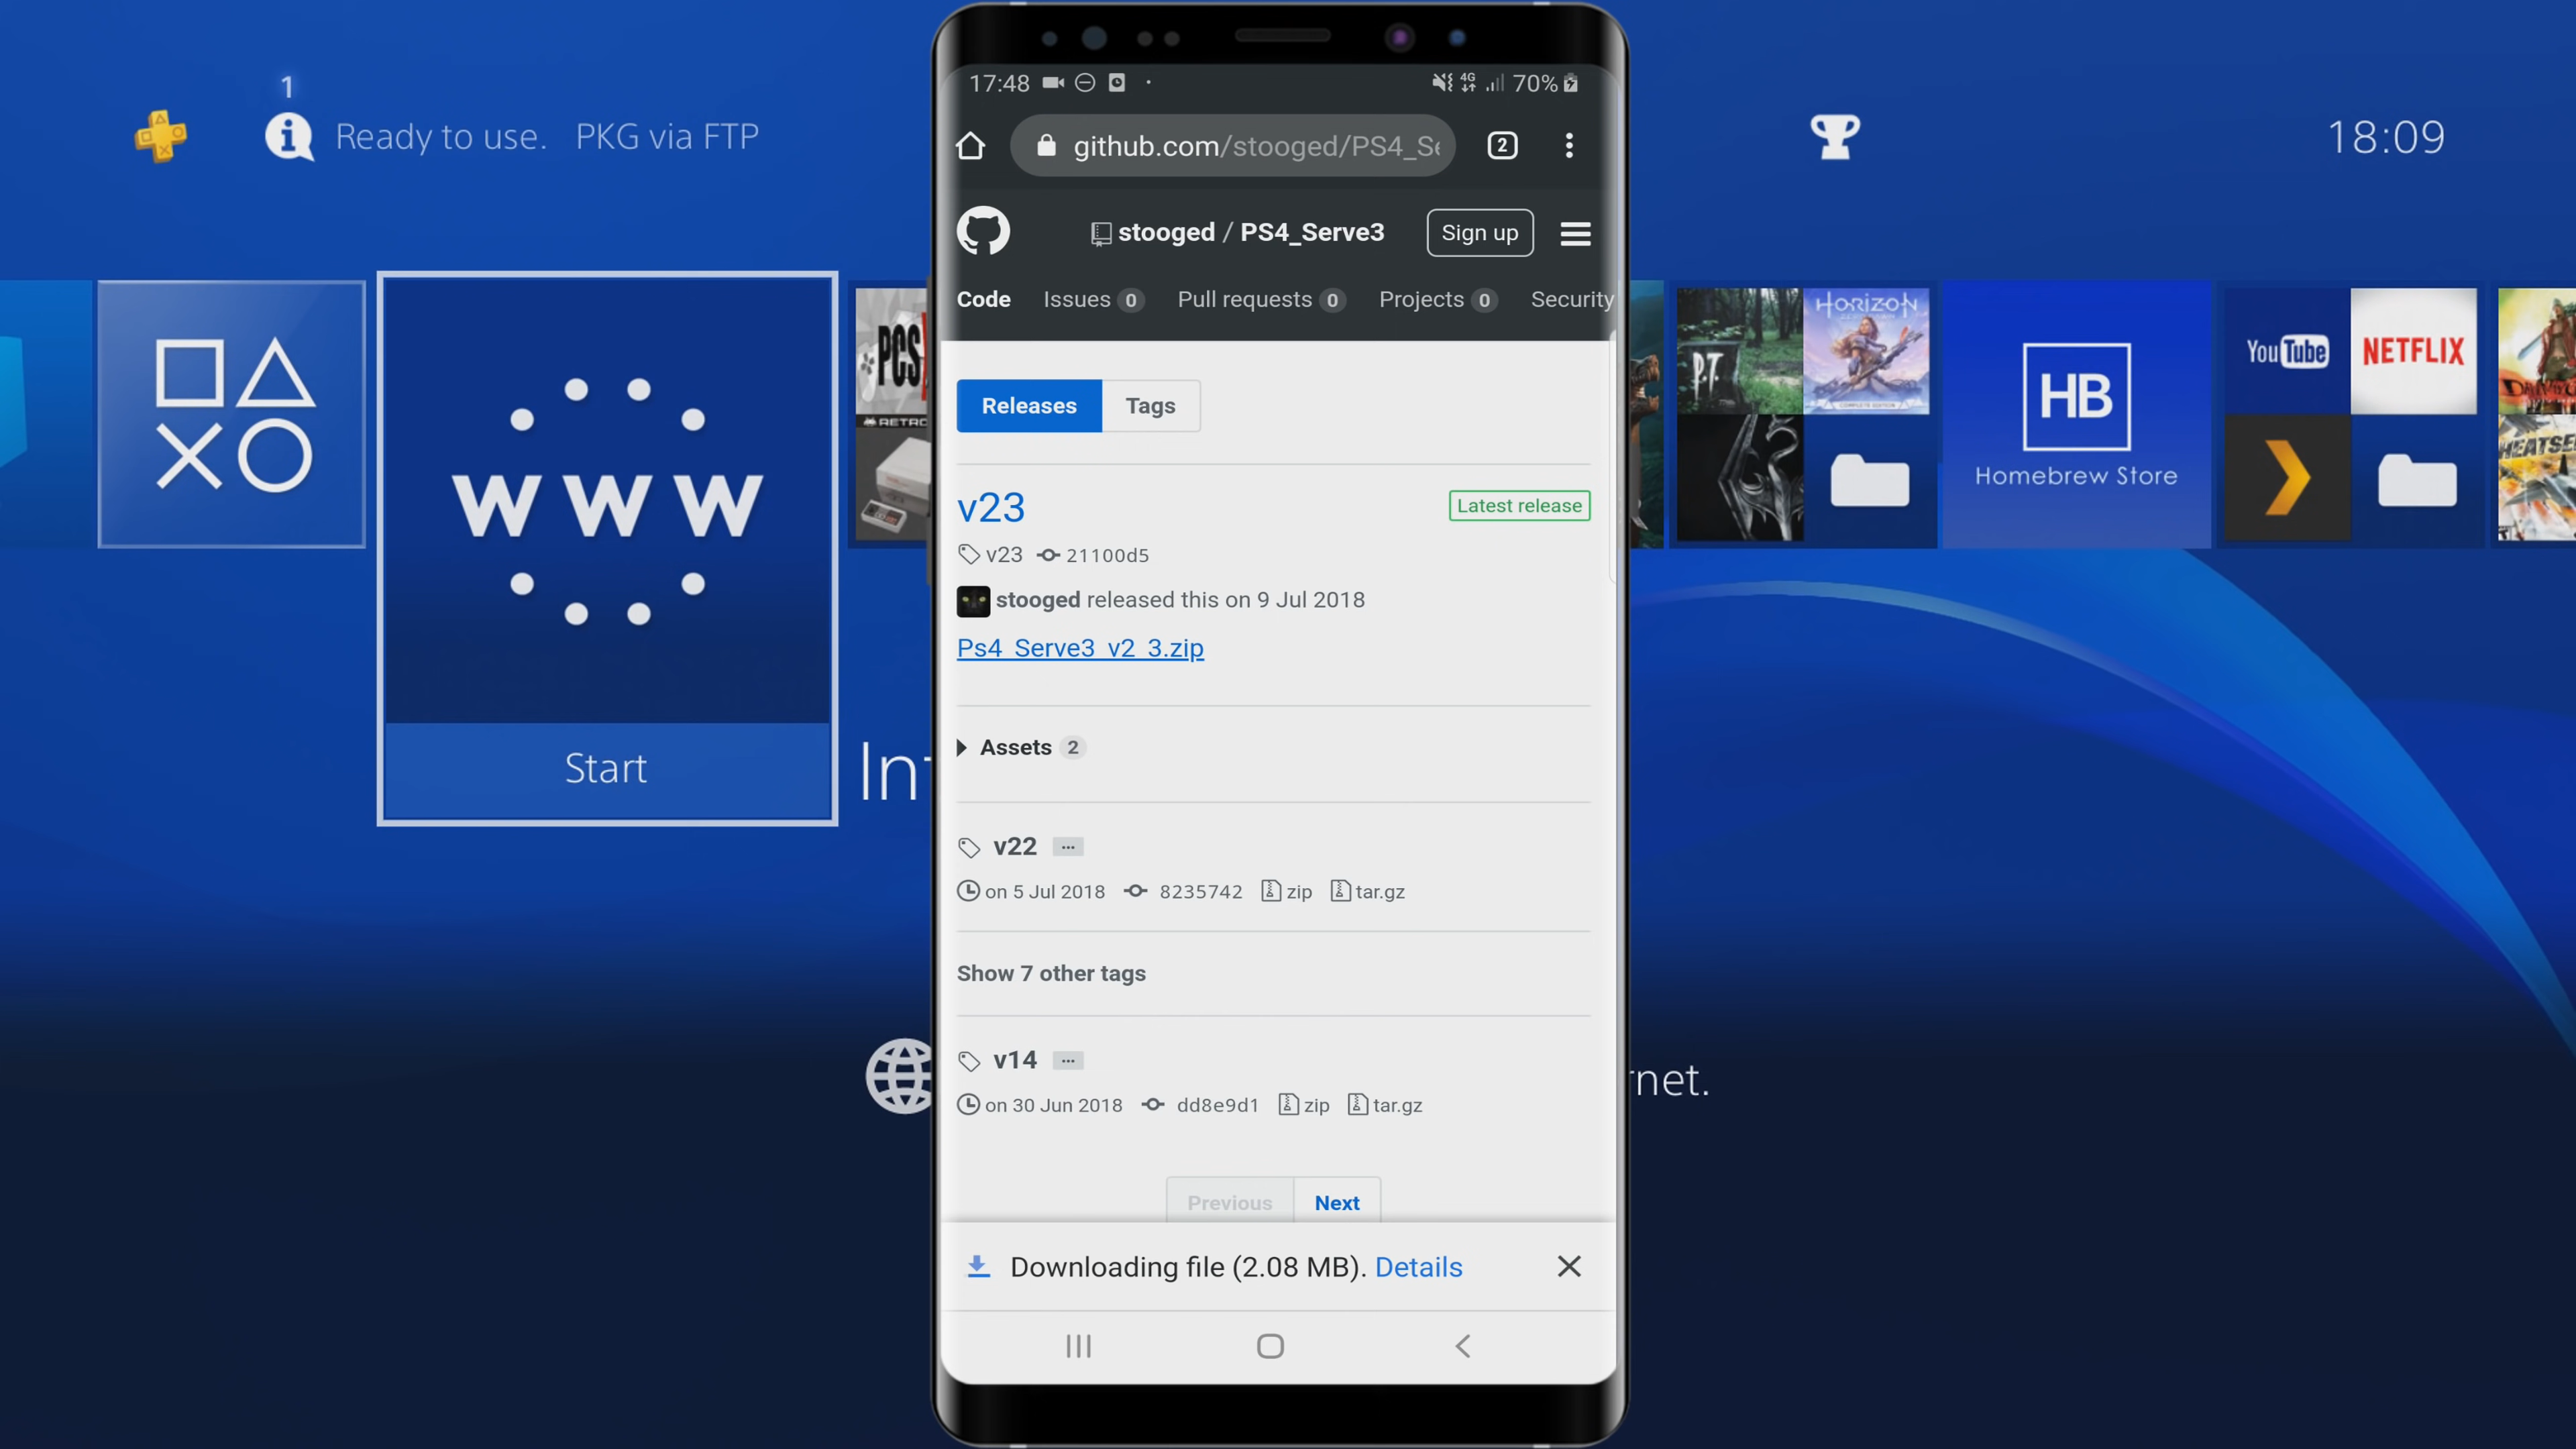 1
Ready to use. PKG via FTP
18:09
WWW
Start
PCS
RETRO
HORIZON
P.T.
HB
Homebrew Store
YouTube
NETFLIX
17:48
4G
70%
github.com/stooged/PS4_Se
2
stooged / PS4_Serve3
Sign up
Code Issues 0 Pull requests 0 Projects 0 Security
Releases Tags
v23
Latest release
v23 21100d5
stooged released this on 9 Jul 2018
Ps4_Serve3_v2_3.zip
Assets 2
v22 ...
on 5 Jul 2018 8235742 zip tar.gz
Show 7 other tags
v14 ...
on 30 Jun 2018 dd8e9d1 zip tar.gz
Previous Next
Downloading file (2.08 MB). Details
Int
rnet.